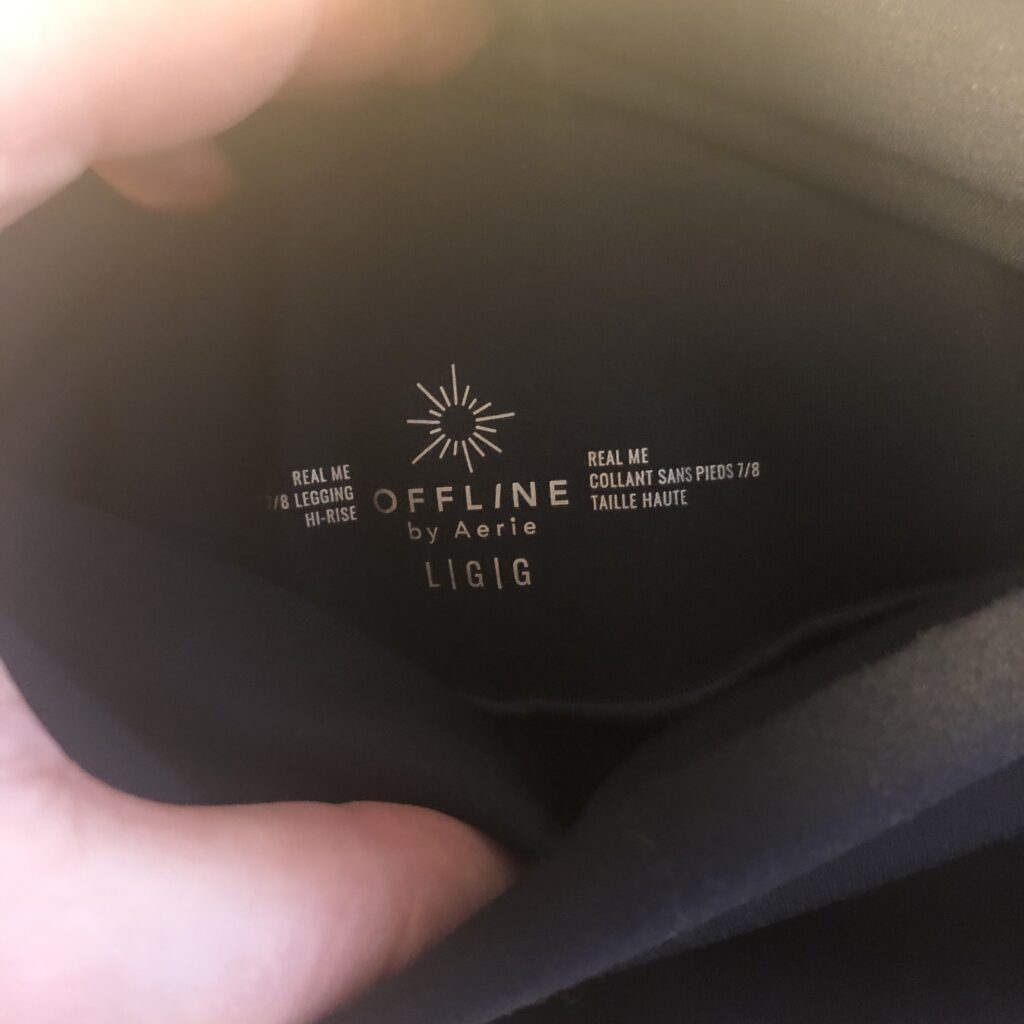 REAL ME
7/8 LEGGING
HI-RISE
OFFLINE
by Aerie
L|G|G
REAL ME
COLLANT SANS PIEDS 7/8
TAILLE HAUTE